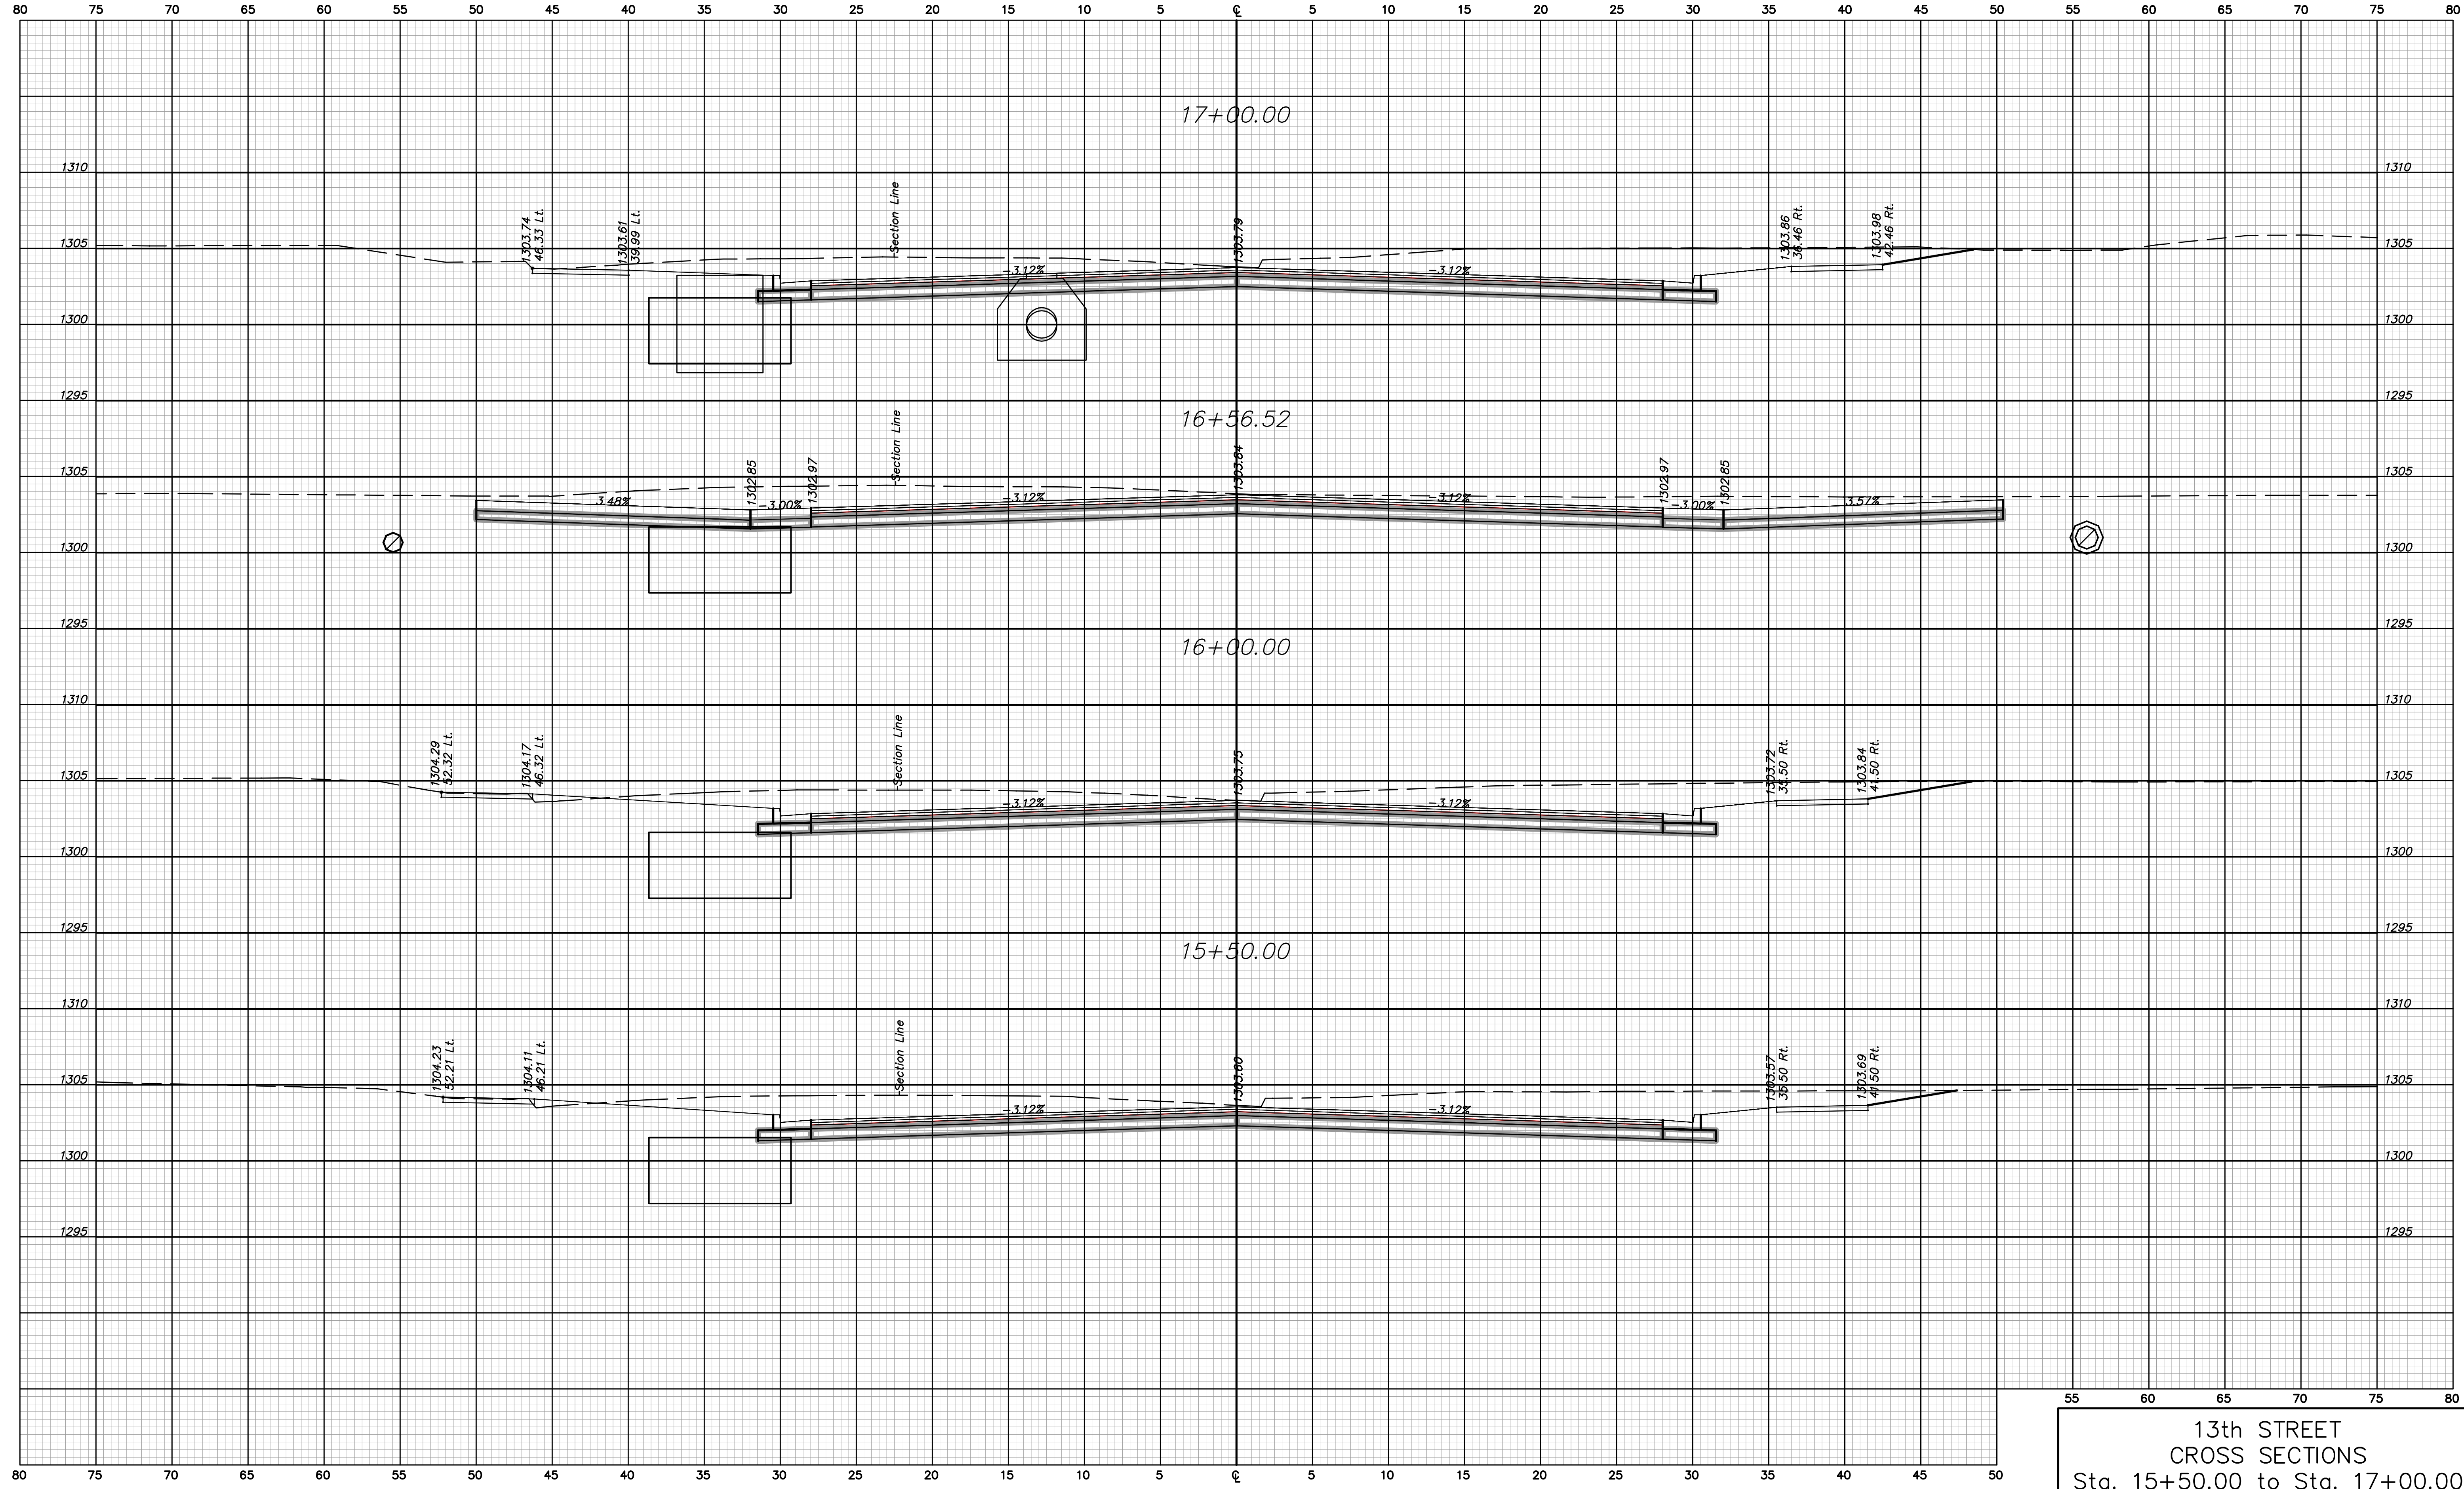 80 75 70 65 60 55 50 45 40 35 30 25 20 15 10 5 ℄ 5 10 15 20 25 30 35 40 45 50 55 60 65 70 75 80
17+00.00
1310 1310
1303.74
46.33 Lt.
1303.61
39.99 Lt.
Section Line
1303.79
1303.86
36.46 Rt.
1303.98
42.46 Rt.
1305 1305
-3.12% -3.12%
1300 1300
1295 1295
16+56.52
Section Line
1302.85
1302.97
1303.84
1302.97
1302.85
1305 1305
3.48% -3.00% -3.12% -3.12% -3.00% 3.57%
1300 1300
1295 1295
16+00.00
1310 1310
1304.29
52.32 Lt.
1304.17
46.32 Lt.
Section Line
1303.75
1303.72
35.50 Rt.
1303.84
41.50 Rt.
1305 1305
-3.12% -3.12%
1300 1300
1295 1295
15+50.00
1310 1310
1304.23
52.21 Lt.
1304.11
46.21 Lt.
Section Line
1303.60
1303.57
35.50 Rt.
1303.69
41.50 Rt.
1305 1305
-3.12% -3.12%
1300 1300
1295 1295
55 60 65 70 75 80
13th STREET
CROSS SECTIONS
Sta. 15+50.00 to Sta. 17+00.00
80 75 70 65 60 55 50 45 40 35 30 25 20 15 10 5 ℄ 5 10 15 20 25 30 35 40 45 50